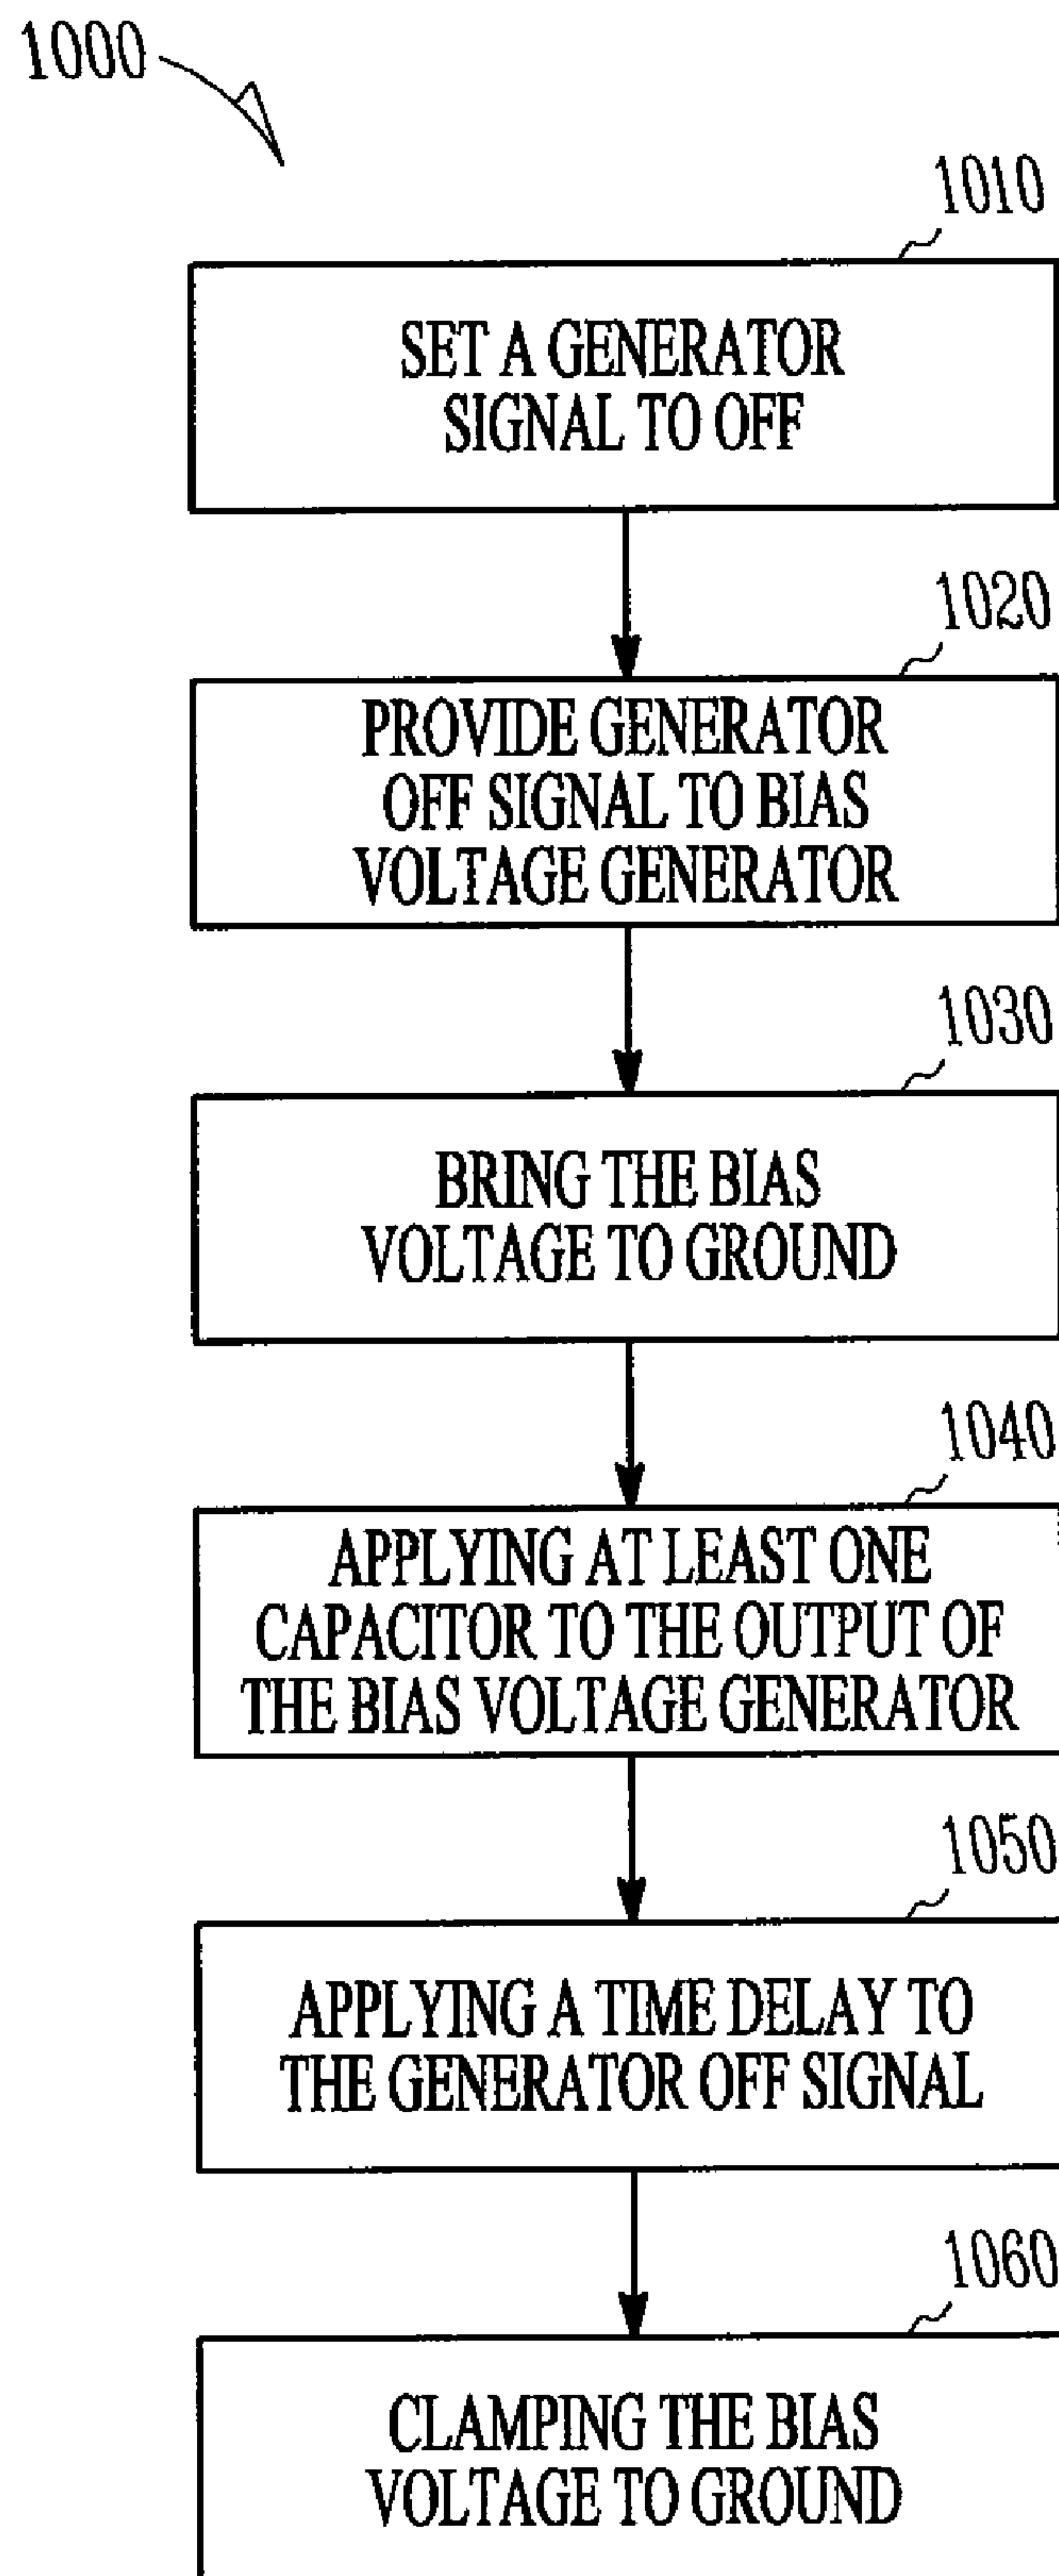 1000
1010
SET A GENERATOR
SIGNAL TO OFF
1020
PROVIDE GENERATOR
OFF SIGNAL TO BIAS
VOLTAGE GENERATOR
1030
BRING THE BIAS
VOLTAGE TO GROUND
1040
APPLYING AT LEAST ONE
CAPACITOR TO THE OUTPUT OF
THE BIAS VOLTAGE GENERATOR
1050
APPLYING A TIME DELAY TO
THE GENERATOR OFF SIGNAL
1060
CLAMPING THE BIAS
VOLTAGE TO GROUND